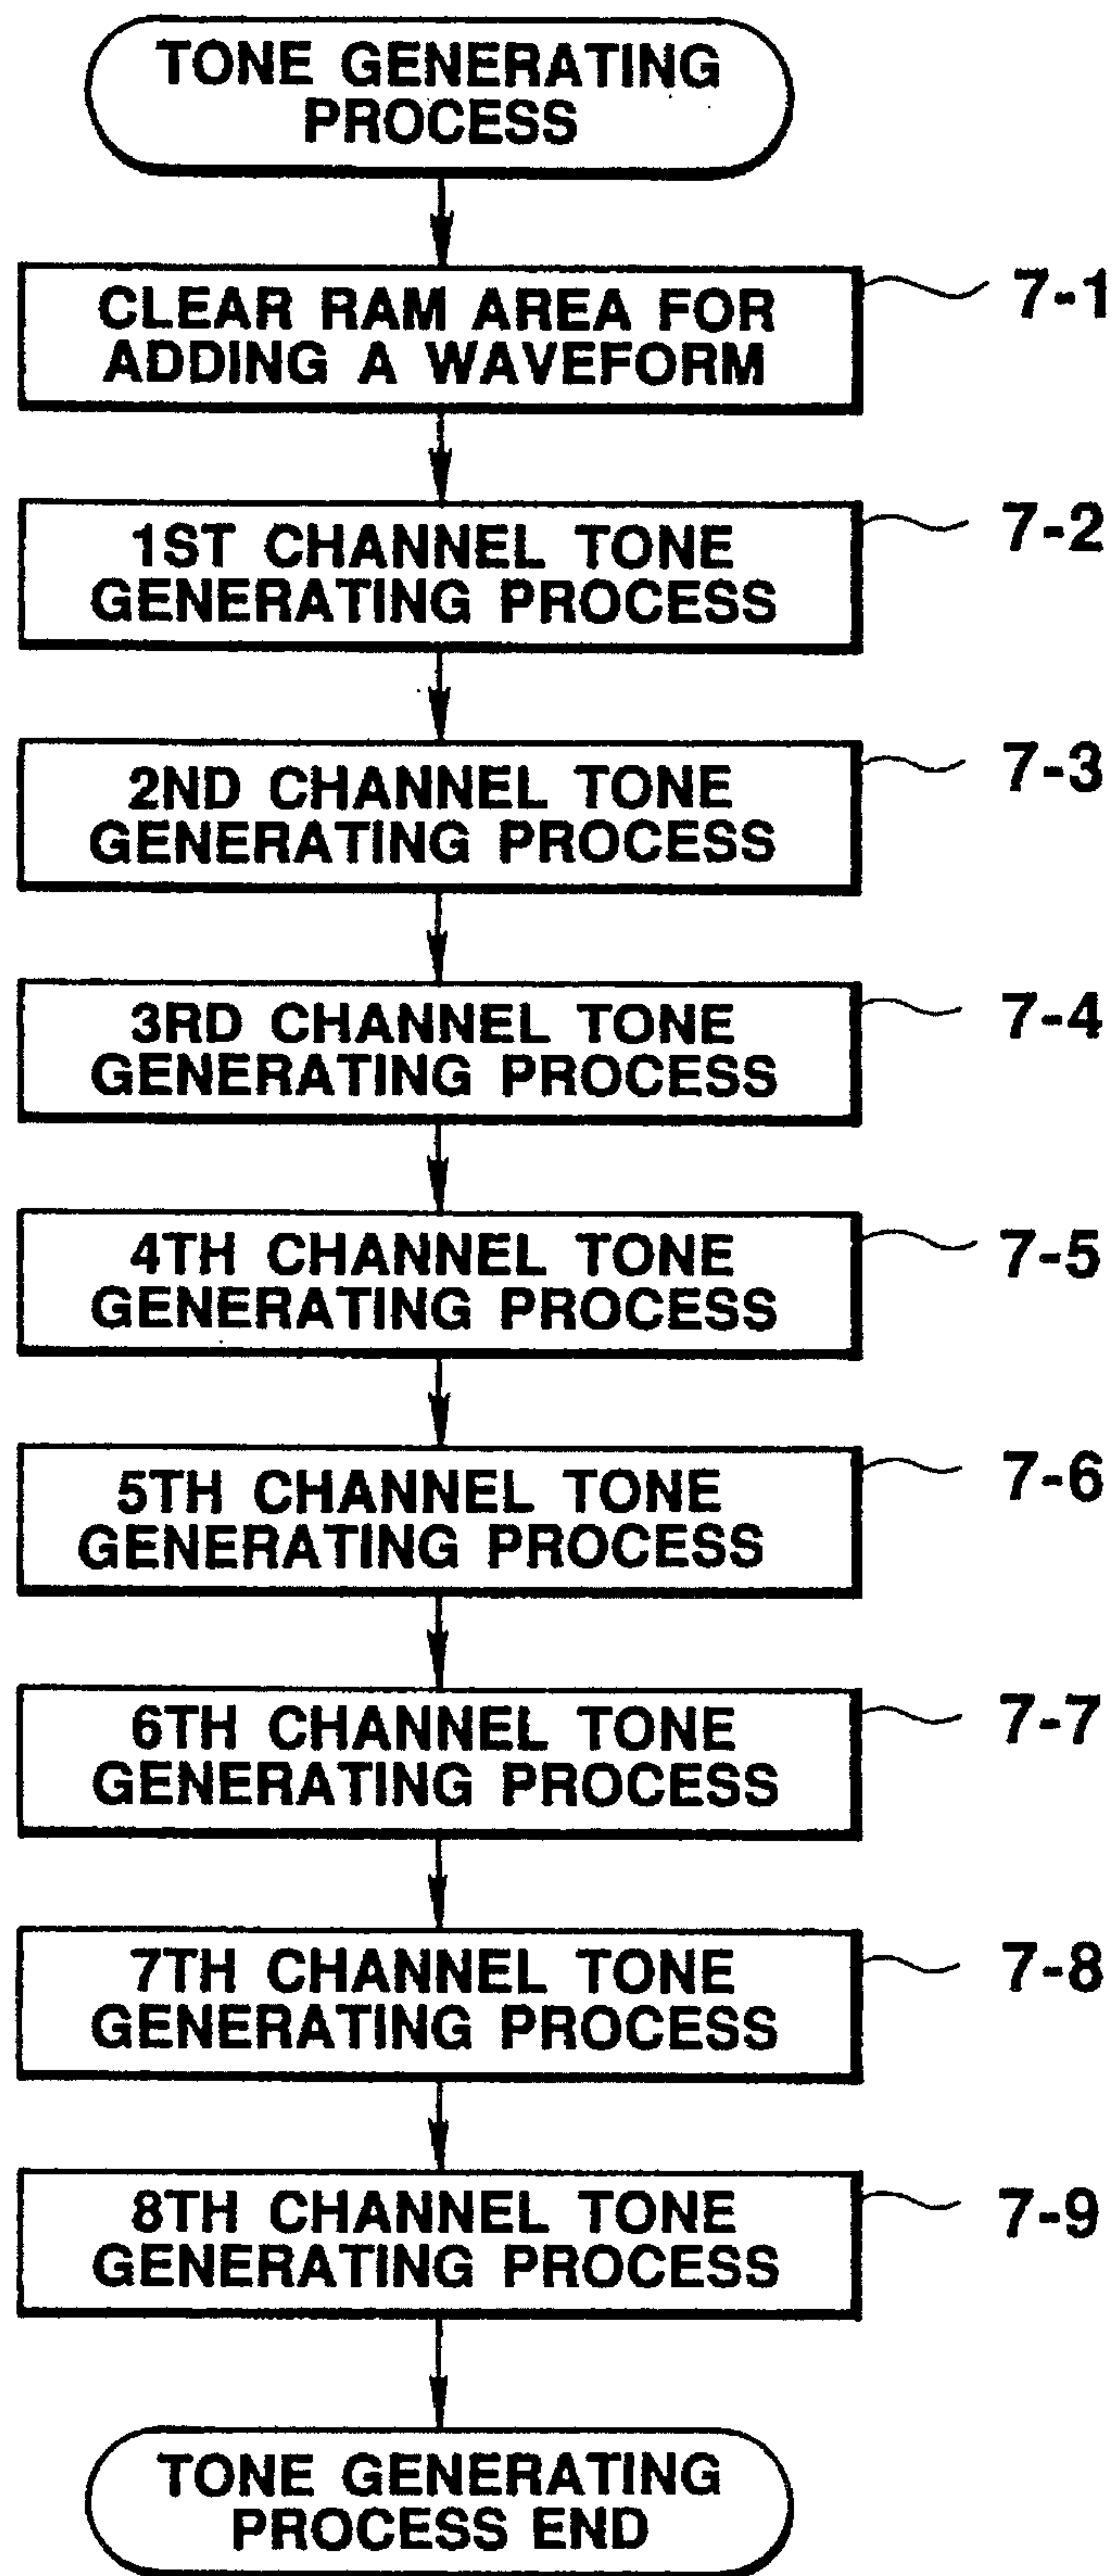 TONE GENERATING
PROCESS
CLEAR RAM AREA FOR
ADDING A WAVEFORM
7-1
1ST CHANNEL TONE
GENERATING PROCESS
7-2
2ND CHANNEL TONE
GENERATING PROCESS
7-3
3RD CHANNEL TONE
GENERATING PROCESS
7-4
4TH CHANNEL TONE
GENERATING PROCESS
7-5
5TH CHANNEL TONE
GENERATING PROCESS
7-6
6TH CHANNEL TONE
GENERATING PROCESS
7-7
7TH CHANNEL TONE
GENERATING PROCESS
7-8
8TH CHANNEL TONE
GENERATING PROCESS
7-9
TONE GENERATING
PROCESS END